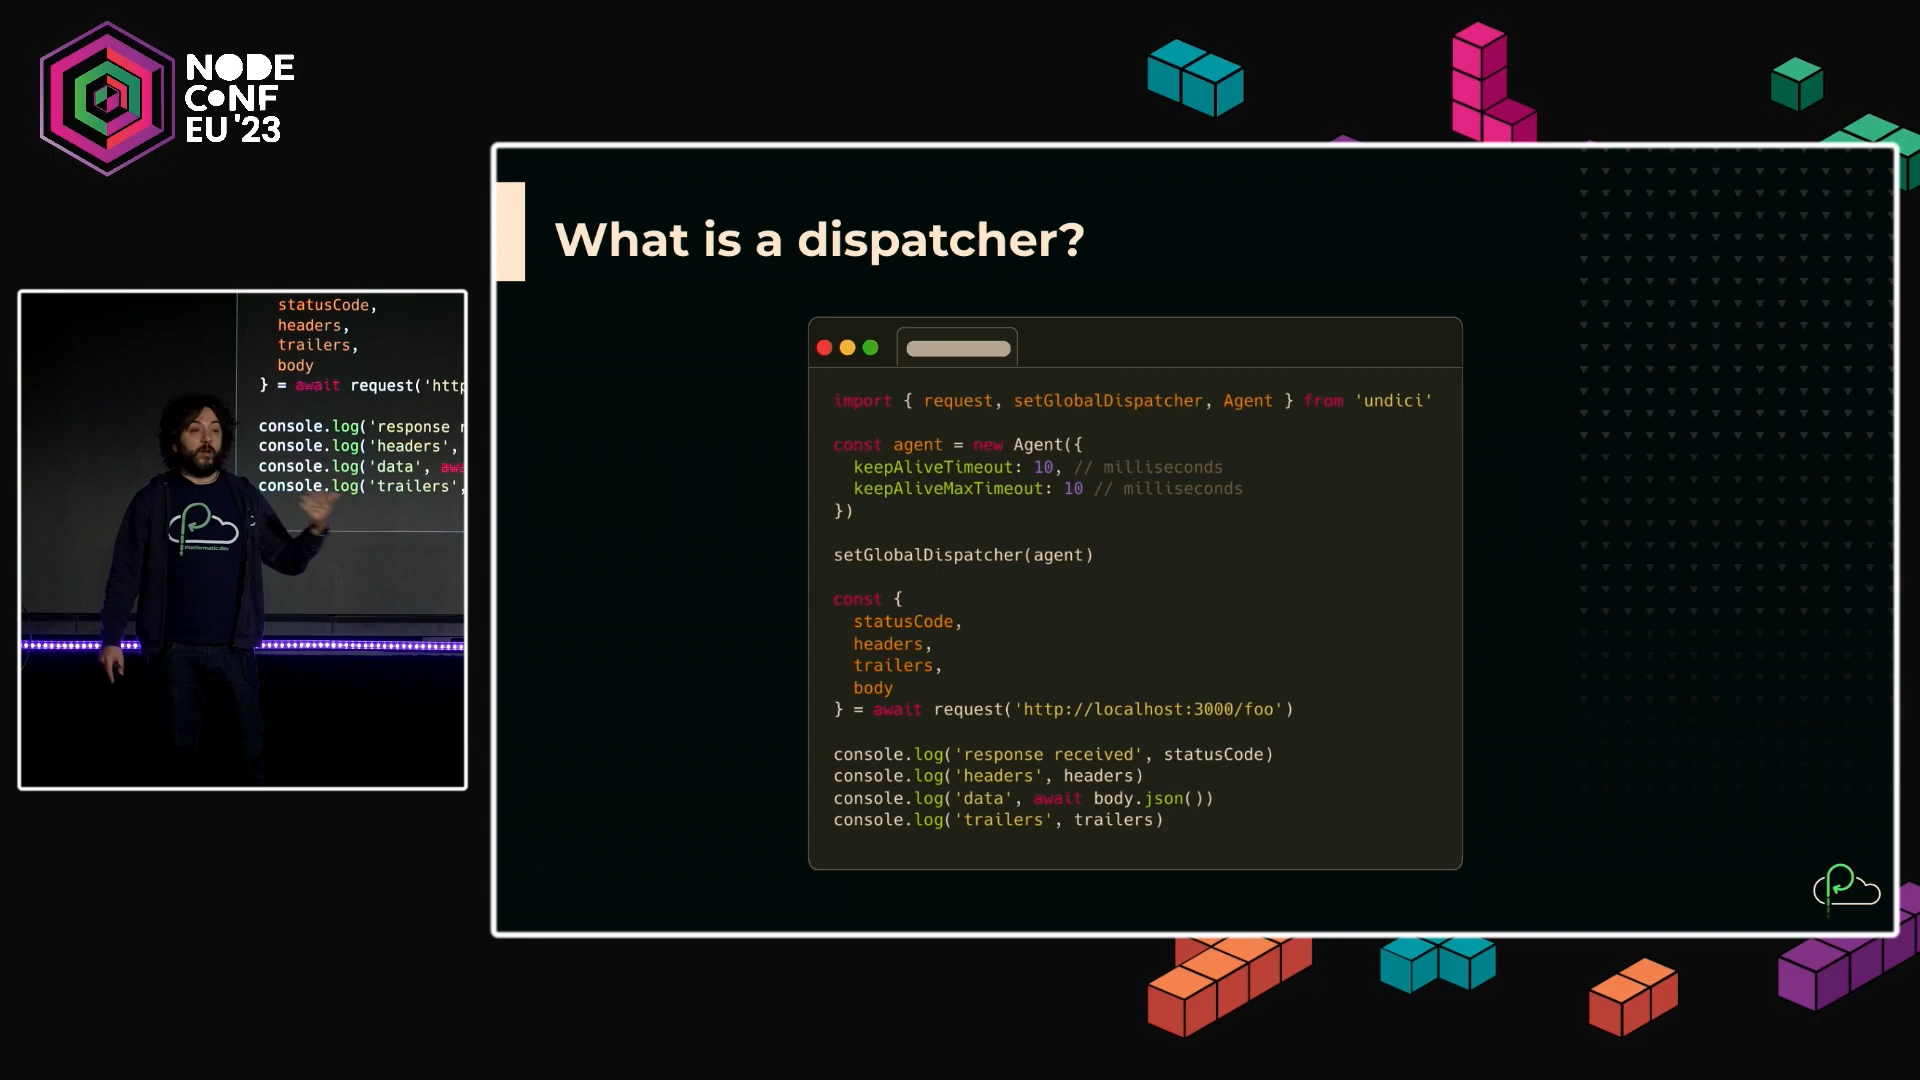 NODE
CONF
EU '23
What is a dispatcher?
import { request, setGlobalDispatcher, Agent } from 'undici'
const agent = new Agent({
keepAliveTimeout: 10, // milliseconds
keepAliveMaxTimeout: 10 // milliseconds
})
setGlobalDispatcher(agent)
const {
statusCode,
headers,
trailers,
body
} = await request('http://localhost:3000/foo')
console.log('response received', statusCode)
console.log('headers', headers)
console.log('data', await body.json())
console.log('trailers', trailers)
statusCode,
headers,
trailers,
body
} = await request('http
console.log('response r
console.log('headers',
console.log('data', awa
console.log('trailers',
Platformatic.dev